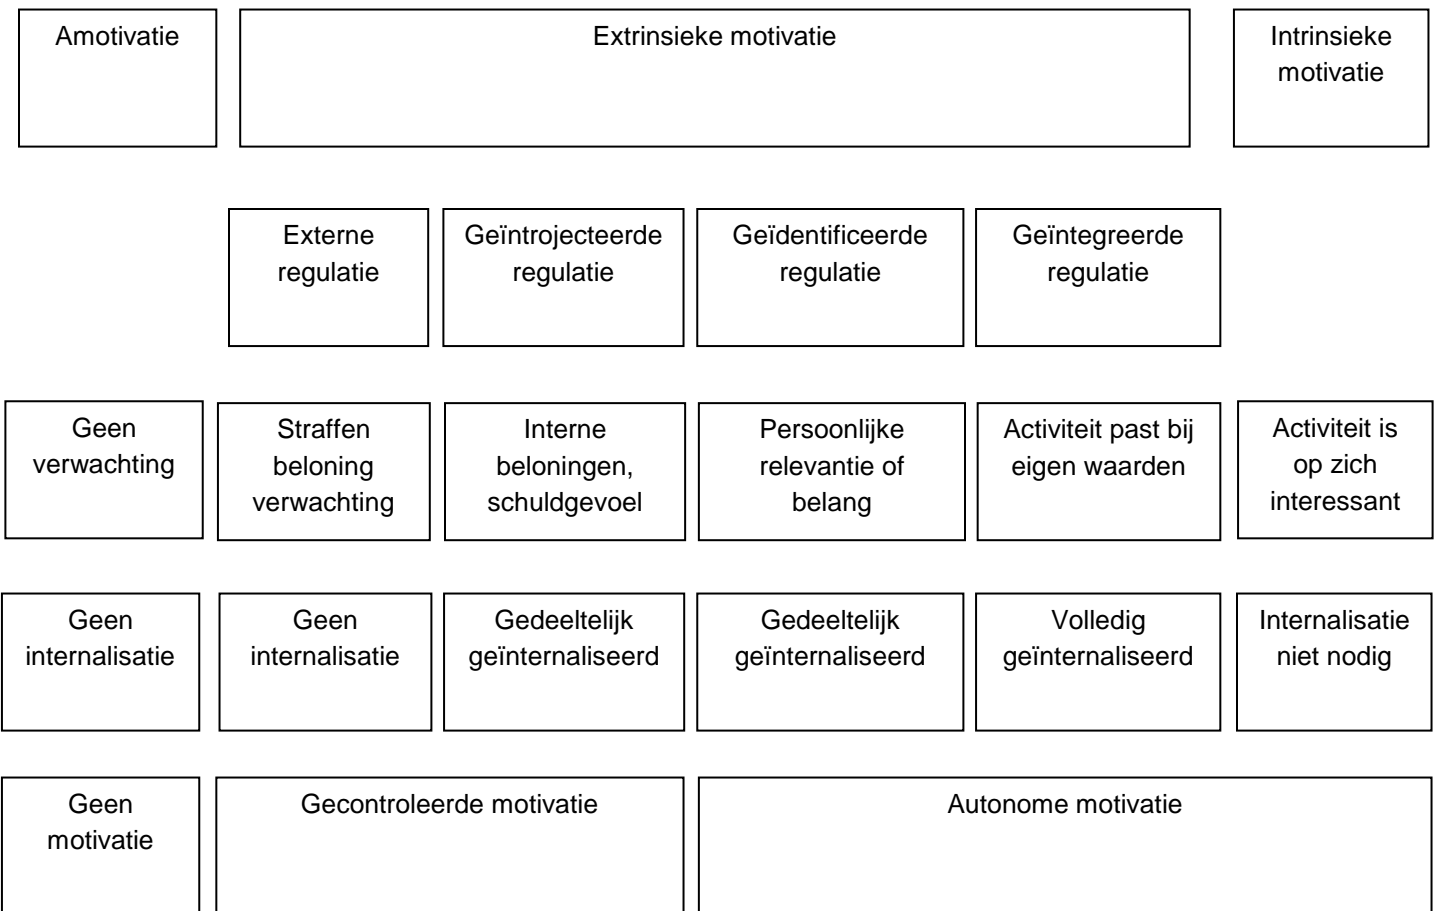 Amotivatie
Extrinsieke motivatie
Intrinsieke
motivatie
Externe
regulatie
Geïntrojecteerde
regulatie
Geïdentificeerde
regulatie
Geïntegreerde
regulatie
Geen
verwachting
Straffen
beloning
verwachting
Interne
beloningen,
schuldgevoel
Persoonlijke
relevantie of
belang
Activiteit past bij
eigen waarden
Activiteit is
op zich
interessant
Geen
internalisatie
Geen
internalisatie
Gedeeltelijk
geïnternaliseerd
Gedeeltelijk
geïnternaliseerd
Volledig
geïnternaliseerd
Internalisatie
niet nodig
Geen
motivatie
Gecontroleerde motivatie
Autonome motivatie